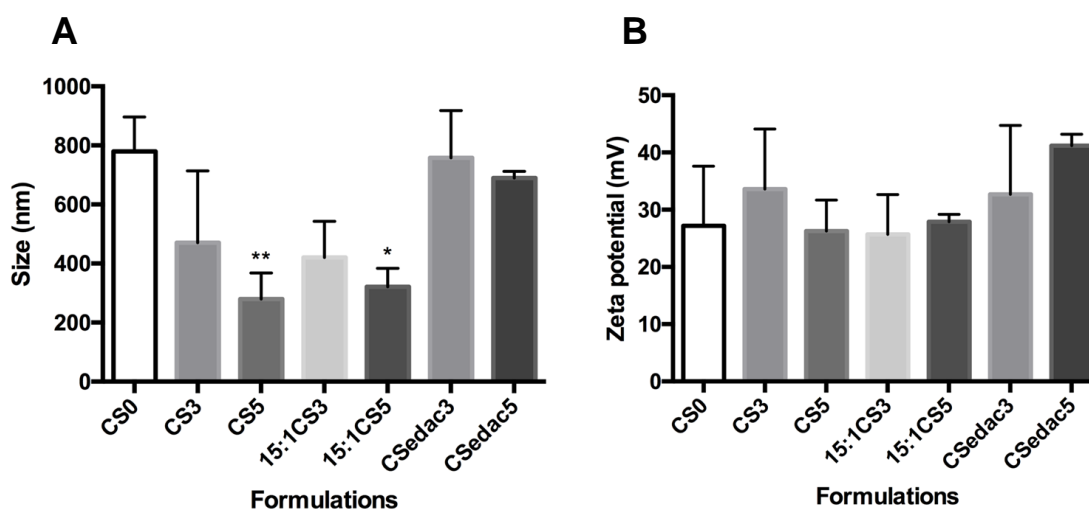 A
Size (nm)
1000
800
600
400
200
0
**
*
CS0
CS3
CS5
15:1CS3
15:1CS5
CSedac3
CSedac5
Formulations
B
Zeta potential (mV)
50
40
30
20
10
0
CS0
CS3
CS5
15:1CS3
15:1CS5
CSedac3
CSedac5
Formulations